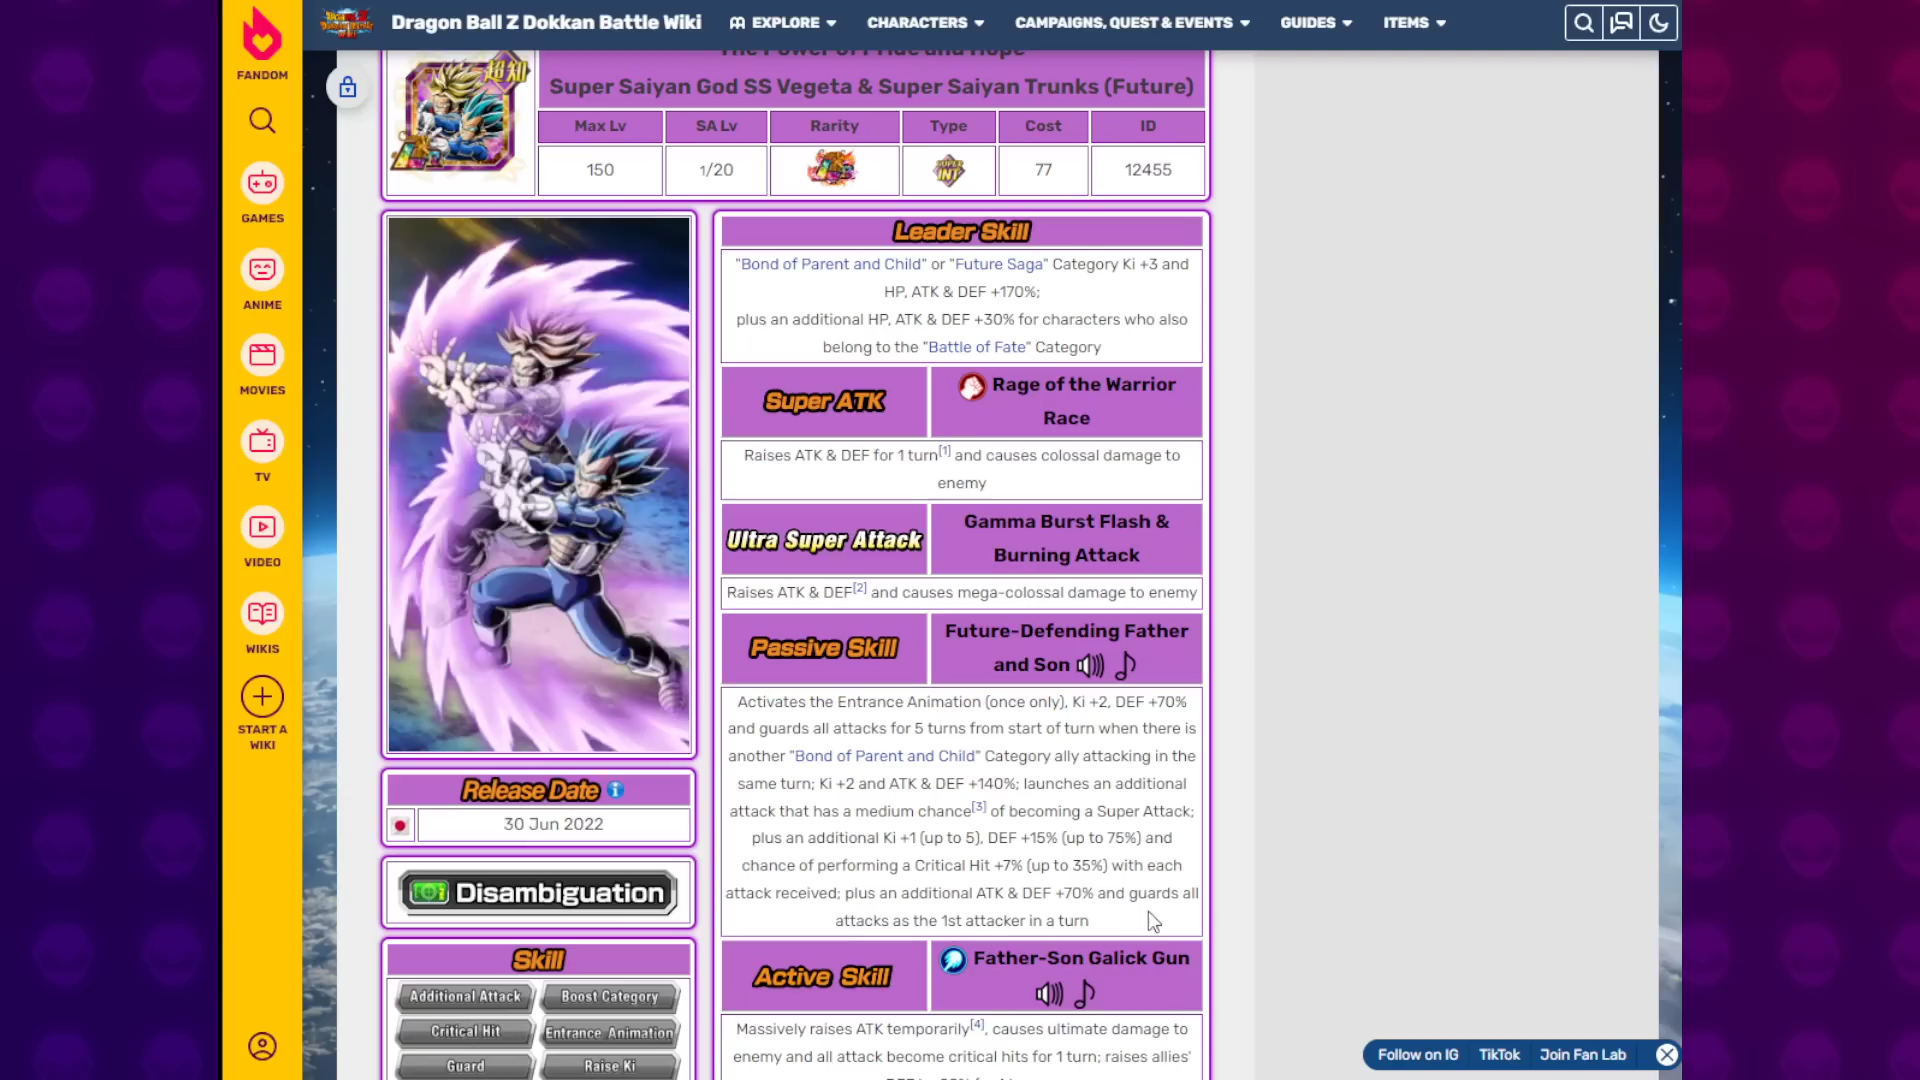 Dragon Ball Z Dokkan Battle Wiki
EXPLORE
CHARACTERS
CAMPAIGNS, QUEST & EVENTS
GUIDES
ITEMS
FANDOM
GAMES
ANIME
MOVIES
TV
VIDEO
WIKIS
START A
WIKI
The Power of Pride and Hope
Super Saiyan God SS Vegeta & Super Saiyan Trunks (Future)
超知
Max Lv
SA Lv
Rarity
Type
Cost
ID
150
1/20
LR
SUPER
INT
77
12455
Leader Skill
"Bond of Parent and Child" or "Future Saga" Category Ki +3 and
HP, ATK & DEF +170%;
plus an additional HP, ATK & DEF +30% for characters who also
belong to the "Battle of Fate" Category
Super ATK
Rage of the Warrior
Race
Raises ATK & DEF for 1 turn[1] and causes colossal damage to
enemy
Ultra Super Attack
Gamma Burst Flash &
Burning Attack
Raises ATK & DEF[2] and causes mega-colossal damage to enemy
Passive Skill
Future-Defending Father
and Son
Activates the Entrance Animation (once only), Ki +2, DEF +70%
and guards all attacks for 5 turns from start of turn when there is
another "Bond of Parent and Child" Category ally attacking in the
same turn; Ki +2 and ATK & DEF +140%; launches an additional
attack that has a medium chance[3] of becoming a Super Attack;
plus an additional Ki +1 (up to 5), DEF +15% (up to 75%) and
chance of performing a Critical Hit +7% (up to 35%) with each
attack received; plus an additional ATK & DEF +70% and guards all
attacks as the 1st attacker in a turn
Active Skill
Father-Son Galick Gun
Massively raises ATK temporarily[4], causes ultimate damage to
enemy and all attack become critical hits for 1 turn; raises allies'
Release Date
30 Jun 2022
Disambiguation
Skill
Additional Attack
Boost Category
Critical Hit
Entrance Animation
Guard
Raise Ki
Follow on IG
TikTok
Join Fan Lab